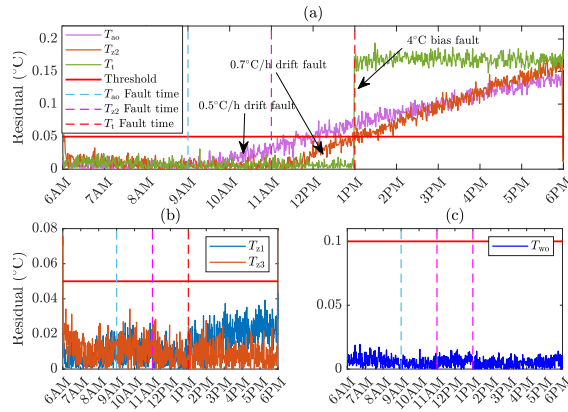 (a)
Residual (°C)
0.2
0.15
0.1
0.05
0
T_ao
T_z2
T_t
Threshold
T_ao Fault time
T_z2 Fault time
T_t Fault time
4°C bias fault
0.7°C/h drift fault
0.5°C/h drift fault
6AM 7AM 8AM 9AM 10AM 11AM 12PM 1PM 2PM 3PM 4PM 5PM 6PM
(b)
Residual (°C)
0.08
0.06
0.04
0.02
0
T_z1
T_z3
6AM 7AM 8AM 9AM 10AM 11AM 12PM 1PM 2PM 3PM 4PM 5PM 6PM
(c)
0.1
0.05
0
T_wo
6AM 7AM 8AM 9AM 10AM 11AM 12PM 1PM 2PM 3PM 4PM 5PM 6PM